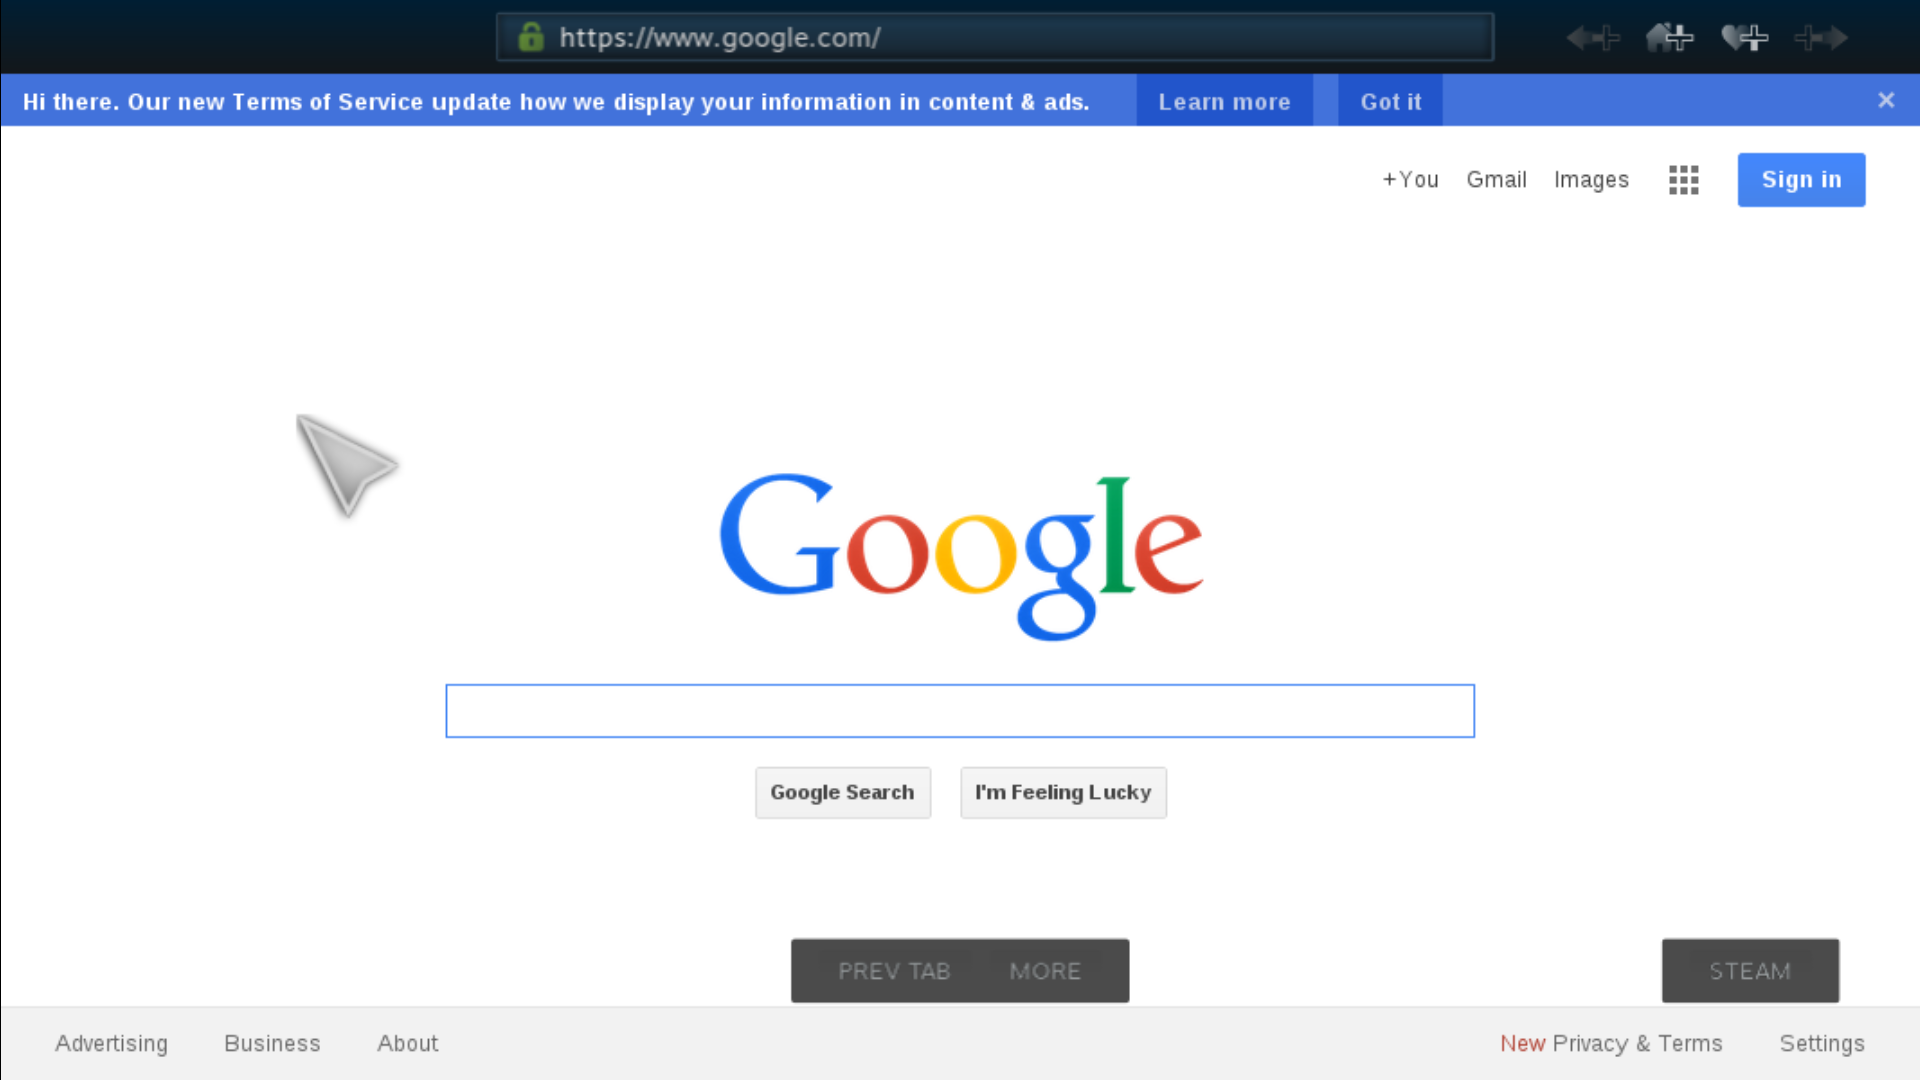 https://www.google.com/
Hi there. Our new Terms of Service update how we display your information in content & ads. Learn more Got it ×
+You Gmail Images Sign in
Google
Google Search I'm Feeling Lucky
PREV TAB MORE STEAM
Advertising Business About New Privacy & Terms Settings